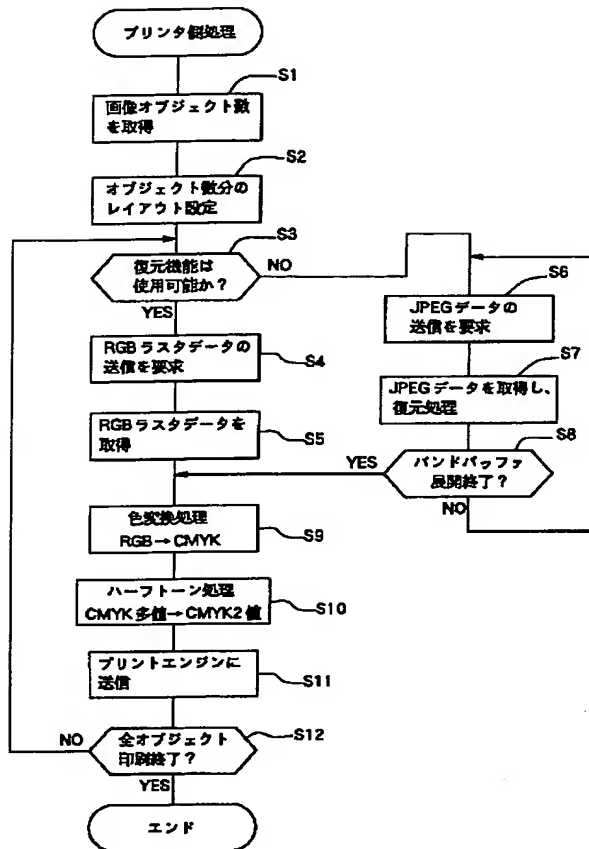 プリンタ側処理
S1
画像オブジェクト数
を取得
S2
オブジェクト数分の
レイアウト設定
S3
復元機能は
使用可能か？
NO
YES
S4
RGBラスタデータの
送信を要求
S5
RGBラスタデータを
取得
S6
JPEGデータの
送信を要求
S7
JPEGデータを取得し、
復元処理
S8
バンドバッファ
展開終了？
YES
NO
S9
色変換処理
RGB→CMYK
S10
ハーフトーン処理
CMYK多値→CMYK2値
S11
プリントエンジンに
送信
S12
全オブジェクト
印刷終了？
NO
YES
エンド